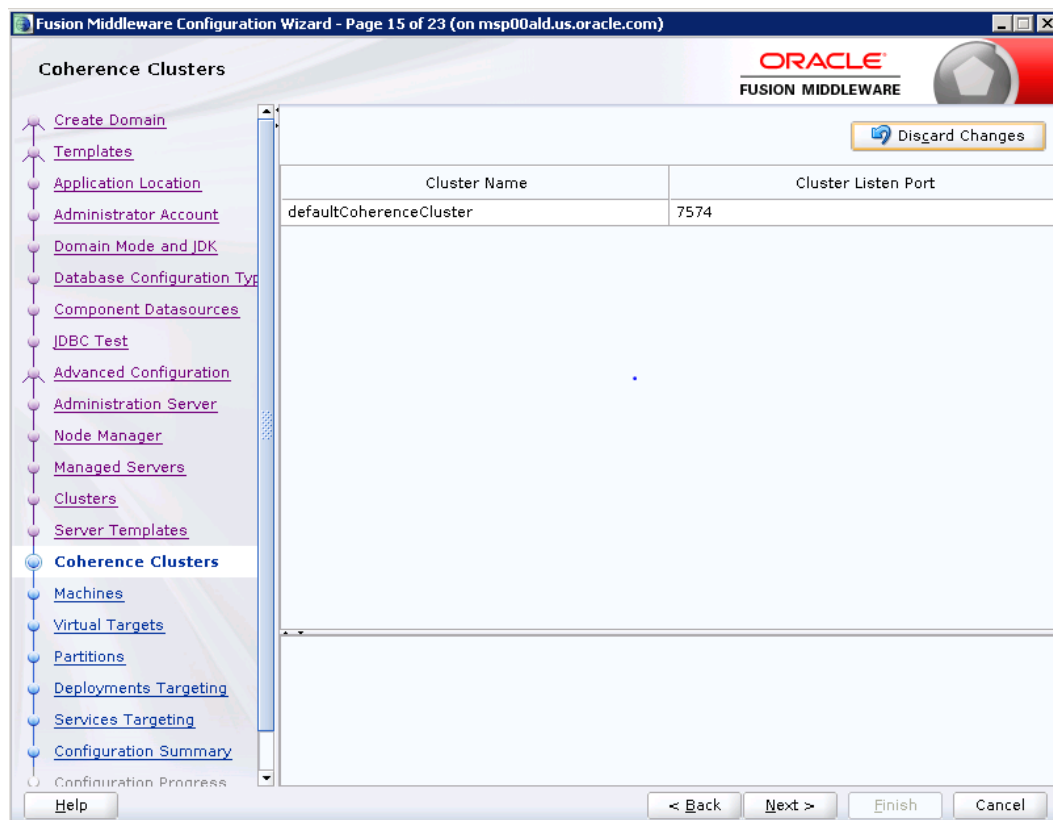 Fusion Middleware Configuration Wizard - Page 15 of 23 (on msp00ald.us.oracle.com)
Coherence Clusters
ORACLE
FUSION MIDDLEWARE
Create Domain
Templates
Application Location
Administrator Account
Domain Mode and JDK
Database Configuration Typ
Component Datasources
JDBC Test
Advanced Configuration
Administration Server
Node Manager
Managed Servers
Clusters
Server Templates
Coherence Clusters
Machines
Virtual Targets
Partitions
Deployments Targeting
Services Targeting
Configuration Summary
Configuration Progress
Discard Changes
Cluster Name Cluster Listen Port
defaultCoherenceCluster 7574
Help < Back Next > Finish Cancel